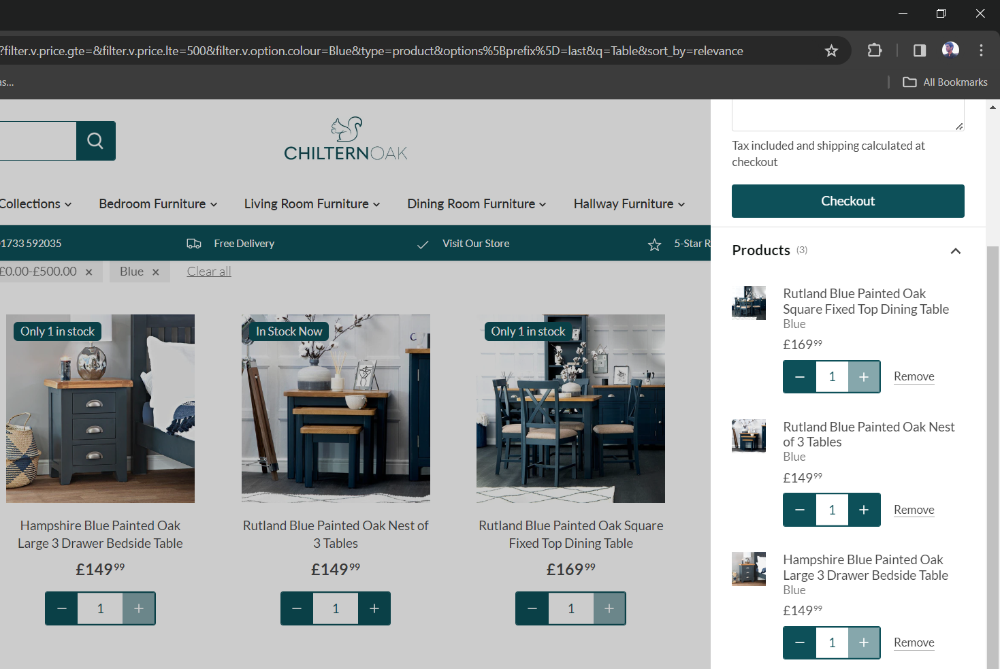 ?filter.v.price.gte=&filter.v.price.lte=500&filter.v.option.colour=Blue&type=product&options%5Bprefix%5D=last&q=Table&sort_by=relevance
as...
All Bookmarks
CHILTERNOAK
Collections
Bedroom Furniture
Living Room Furniture
Dining Room Furniture
Hallway Furniture
01733 592035
Free Delivery
Visit Our Store
5-Star R
£0.00-£500.00 ×
Blue ×
Clear all
Only 1 in stock
In Stock Now
Only 1 in stock
Hampshire Blue Painted Oak
Large 3 Drawer Bedside Table
£149⁹⁹
− 1 +
Rutland Blue Painted Oak Nest of
3 Tables
£149⁹⁹
− 1 +
Rutland Blue Painted Oak Square
Fixed Top Dining Table
£169⁹⁹
− 1 +
Tax included and shipping calculated at
checkout
Checkout
Products (3)
Rutland Blue Painted Oak
Square Fixed Top Dining Table
Blue
£169⁹⁹
− 1 + Remove
Rutland Blue Painted Oak Nest
of 3 Tables
Blue
£149⁹⁹
− 1 + Remove
Hampshire Blue Painted Oak
Large 3 Drawer Bedside Table
Blue
£149⁹⁹
− 1 + Remove